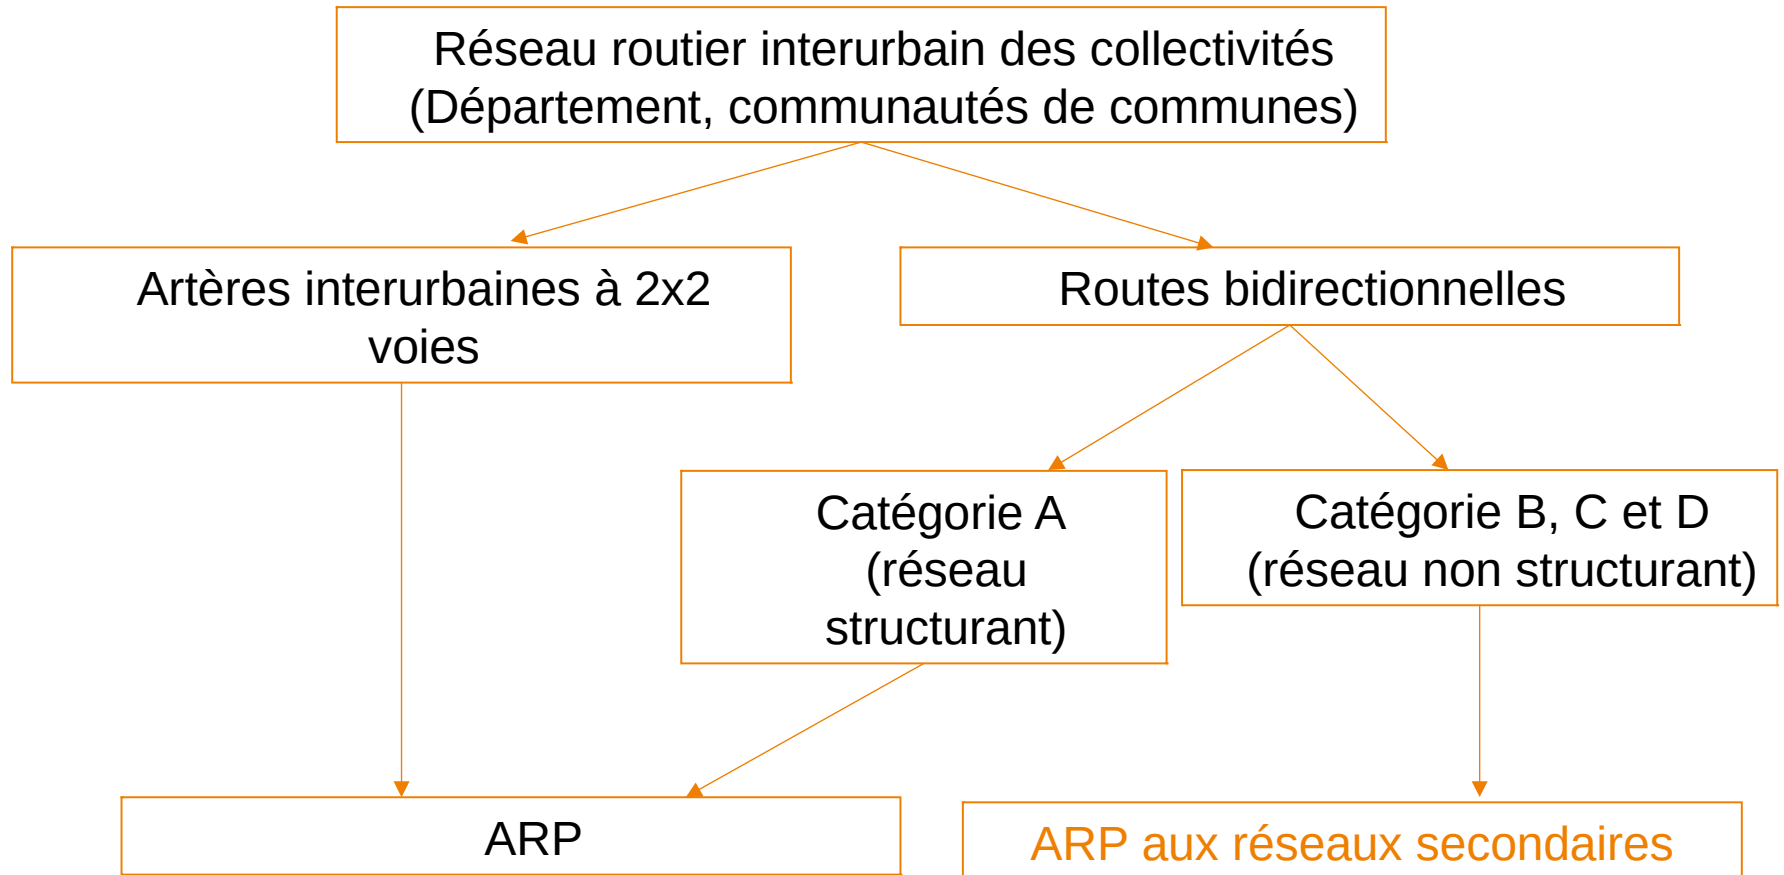 Réseau routier interurbain des collectivités
(Département, communautés de communes)
Artères interurbaines à 2x2
voies
Routes bidirectionnelles
Catégorie A
(réseau
structurant)
Catégorie B, C et D
(réseau non structurant)
ARP
ARP aux réseaux secondaires